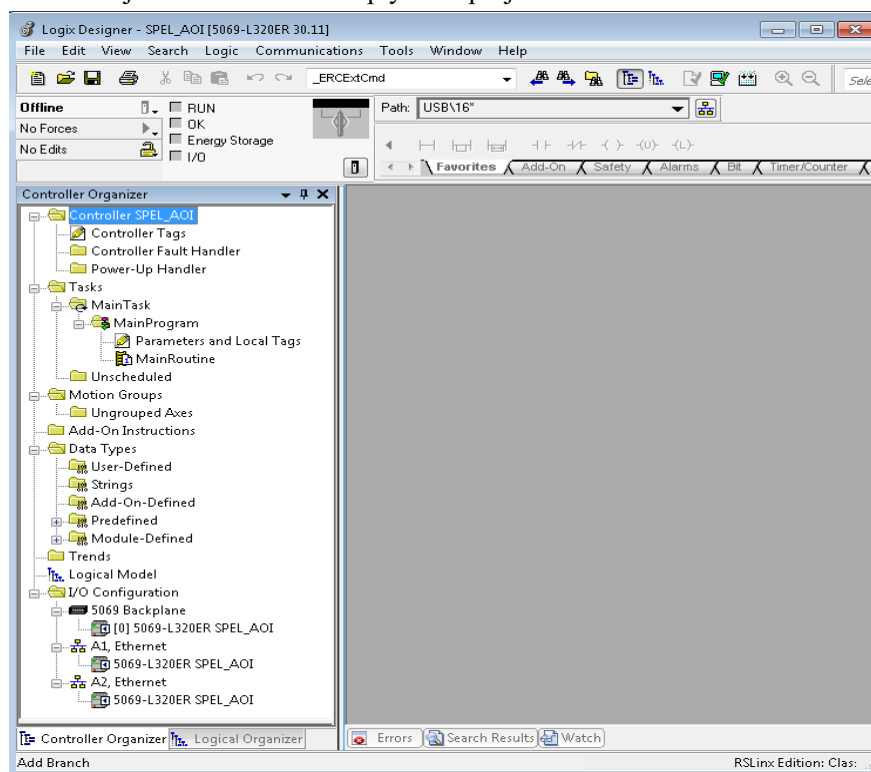 Logix Designer - SPEL_AOI [5069-L320ER 30.11]
File Edit View Search Logic Communications Tools Window Help
_ERCExtCmd
Sele
Offline
RUN
Path: USB\16*
No Forces
OK
No Edits
Energy Storage
I/O
Favorites Add-On Safety Alarms Bit Timer/Counter
Controller Organizer
Controller SPEL_AOI
Controller Tags
Controller Fault Handler
Power-Up Handler
Tasks
MainTask
MainProgram
Parameters and Local Tags
MainRoutine
Unscheduled
Motion Groups
Ungrouped Axes
Add-On Instructions
Data Types
User-Defined
Strings
Add-On-Defined
Predefined
Module-Defined
Trends
Logical Model
I/O Configuration
5069 Backplane
[0] 5069-L320ER SPEL_AOI
A1, Ethernet
5069-L320ER SPEL_AOI
A2, Ethernet
5069-L320ER SPEL_AOI
Controller Organizer Logical Organizer
Errors Search Results Watch
Add Branch
RSLinx Edition: Clas: